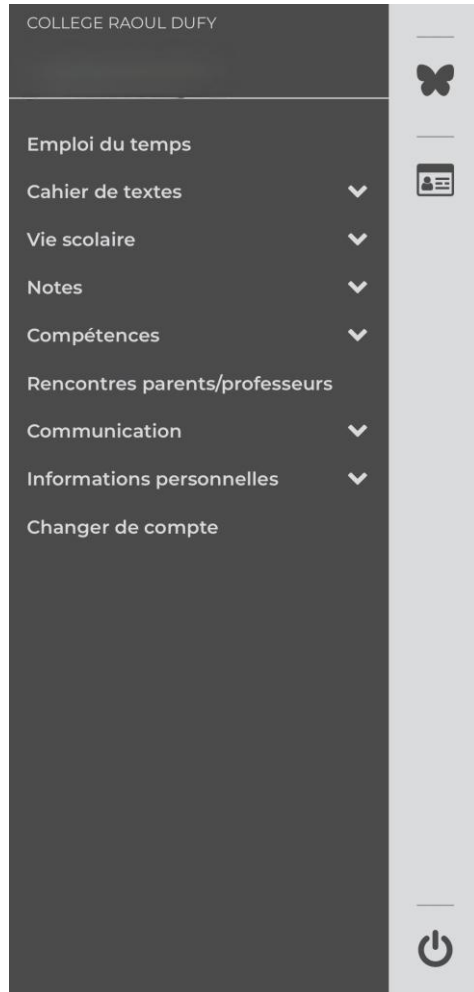 COLLEGE RAOUL DUFY
Emploi du temps
Cahier de textes
Vie scolaire
Notes
Compétences
Rencontres parents/professeurs
Communication
Informations personnelles
Changer de compte